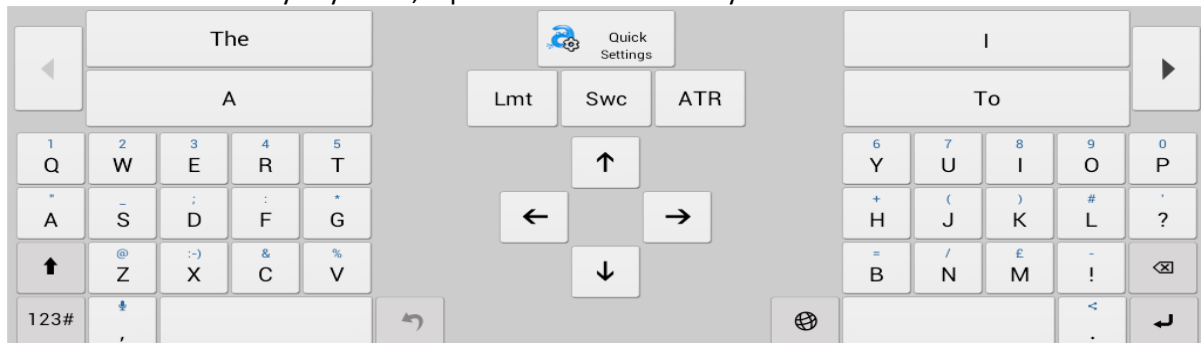 The Quick Settings I
A Lmt Swc ATR To
1 2 3 4 5 6 7 8 9 0
Q W E R T Y U I O P
" _ ; : * + ( ) # '
A S D F G H J K L ?
@ :-) & % = / £ -
Z X C V B N M !
123# , .